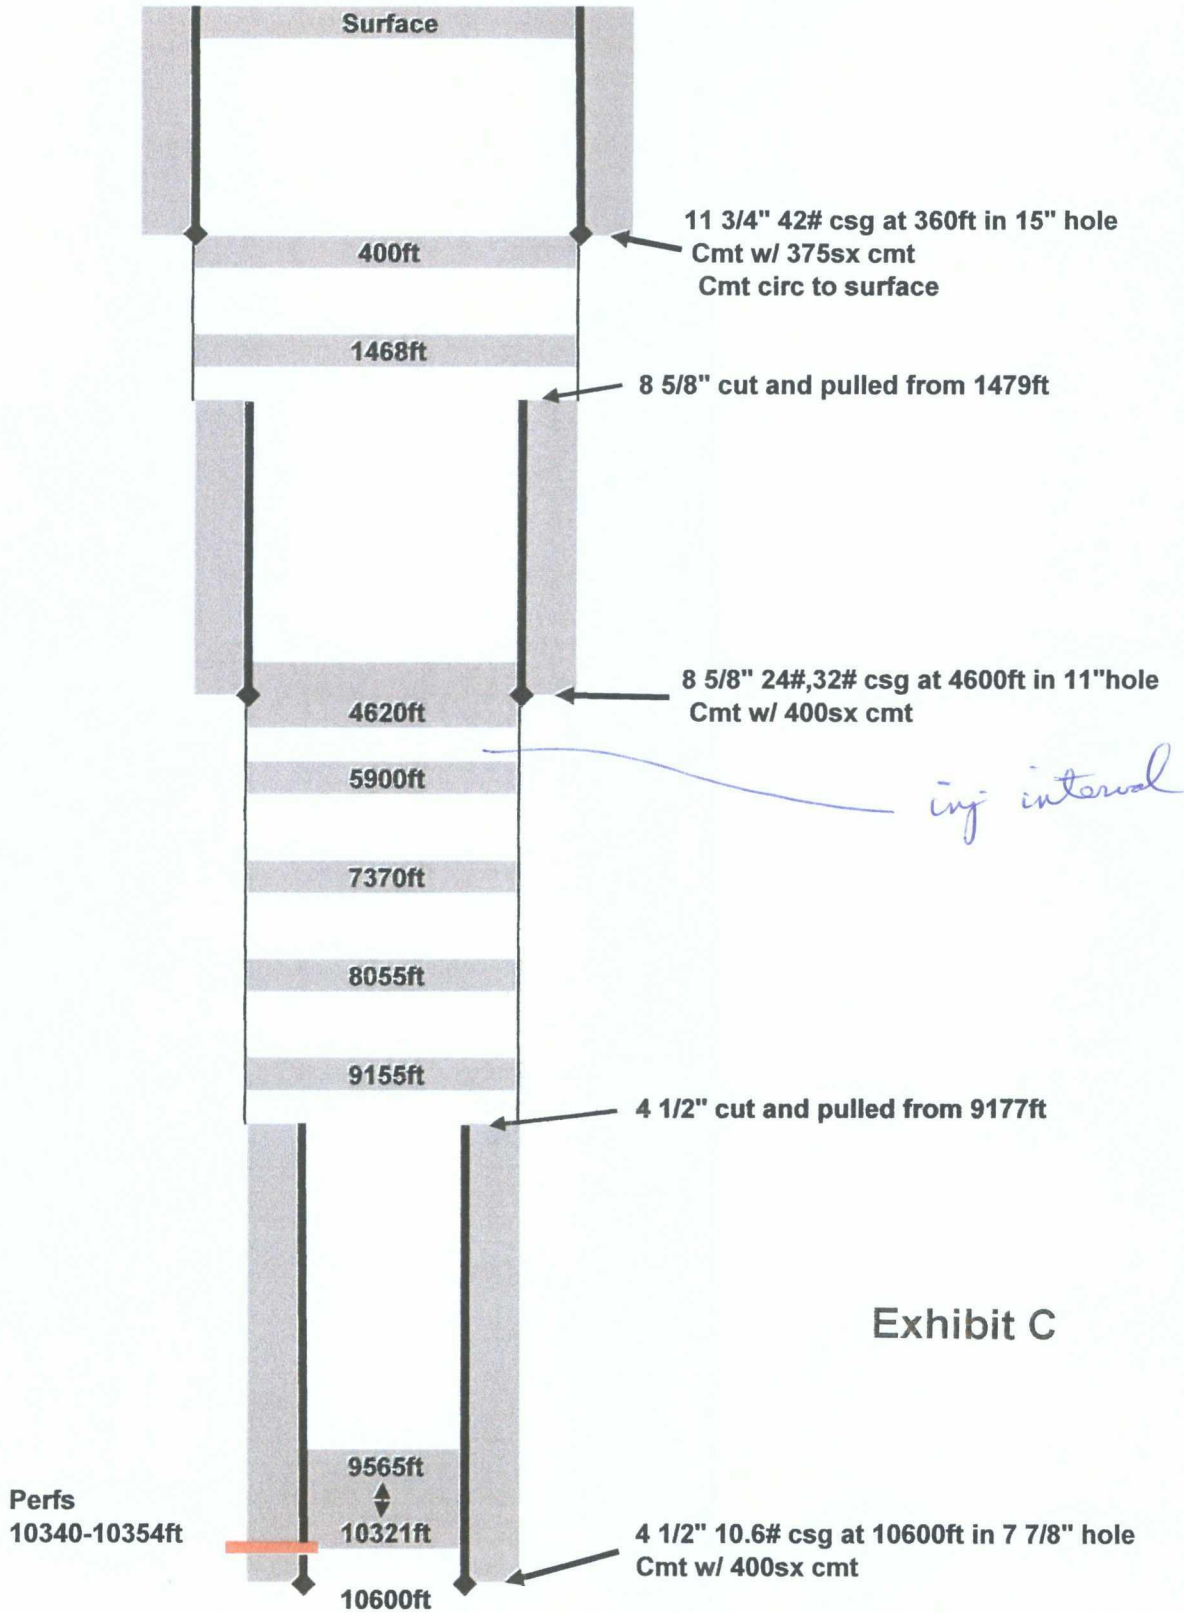 Surface
11 3/4" 42# csg at 360ft in 15" hole
Cmt w/ 375sx cmt
Cmt circ to surface
400ft
1468ft
8 5/8" cut and pulled from 1479ft
8 5/8" 24#,32# csg at 4600ft in 11"hole
Cmt w/ 400sx cmt
4620ft
5900ft
inj interval
7370ft
8055ft
9155ft
4 1/2" cut and pulled from 9177ft
Exhibit C
9565ft
Perfs
10340-10354ft
10321ft
4 1/2" 10.6# csg at 10600ft in 7 7/8" hole
Cmt w/ 400sx cmt
10600ft